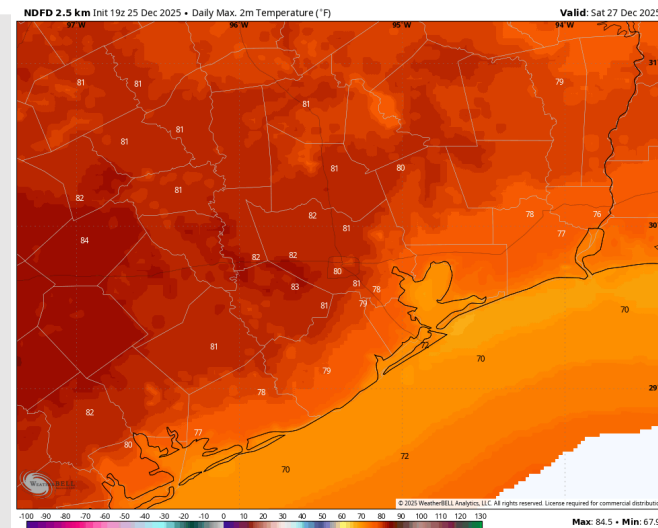 NDFD 2.5 km Init 19z 25 Dec 2025 • Daily Max. 2m Temperature (°F)
Valid: Sat 27 Dec 2025
97°W 96°W 95°W 94°W
31
81 81 79
81
81 81
81 80
81
82
82 78 76
30
84 81 77
82 82
80
83 81 78
81 79
70
72
81 70
79
29
78
82
77
80
72
70
WeatherBELL
© 2025 WeatherBELL Analytics, LLC. All rights reserved. License required for commercial distribution
-100 -90 -80 -70 -60 -50 -40 -30 -20 -10 0 10 20 30 40 50 60 70 80 90 100 110 120 130
Max: 84.5 • Min: 67.5